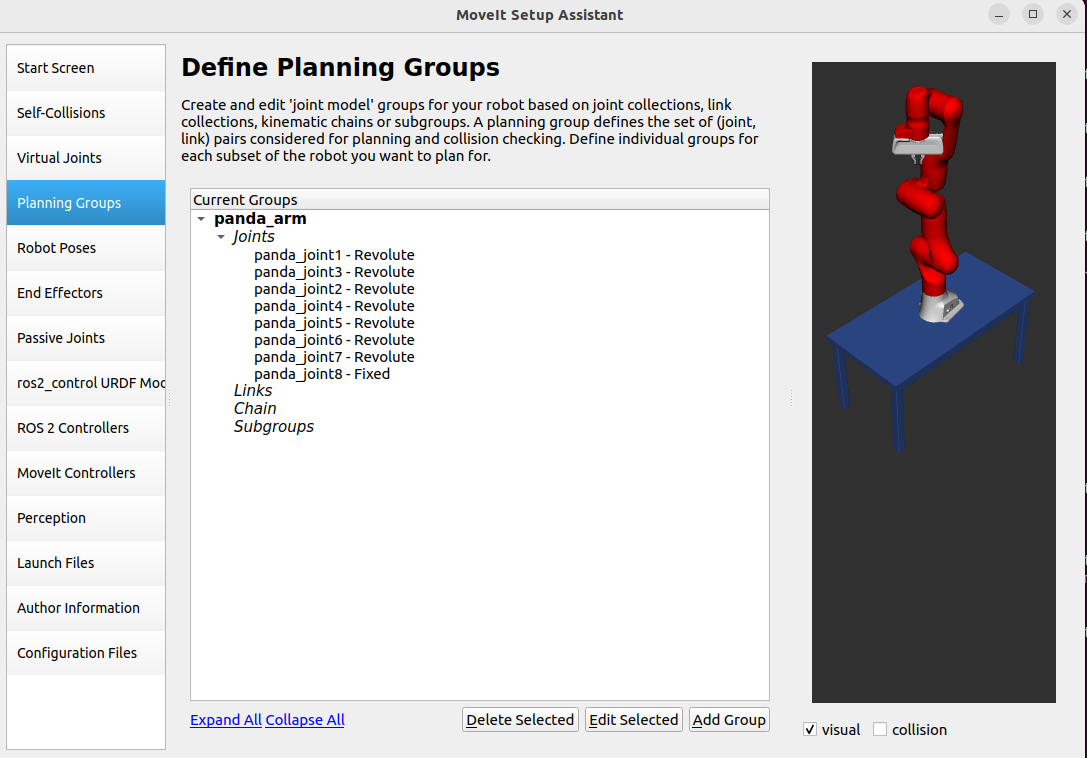 MoveIt Setup Assistant
Start Screen
Self-Collisions
Virtual Joints
Planning Groups
Robot Poses
End Effectors
Passive Joints
ros2_control URDF Moc
ROS 2 Controllers
MoveIt Controllers
Perception
Launch Files
Author Information
Configuration Files
Define Planning Groups
Create and edit 'joint model' groups for your robot based on joint collections, link
collections, kinematic chains or subgroups. A planning group defines the set of (joint,
link) pairs considered for planning and collision checking. Define individual groups for
each subset of the robot you want to plan for.
Current Groups
panda_arm
Joints
panda_joint1 - Revolute
panda_joint3 - Revolute
panda_joint2 - Revolute
panda_joint4 - Revolute
panda_joint5 - Revolute
panda_joint6 - Revolute
panda_joint7 - Revolute
panda_joint8 - Fixed
Links
Chain
Subgroups
Expand All Collapse All
Delete Selected
Edit Selected
Add Group
visual
collision